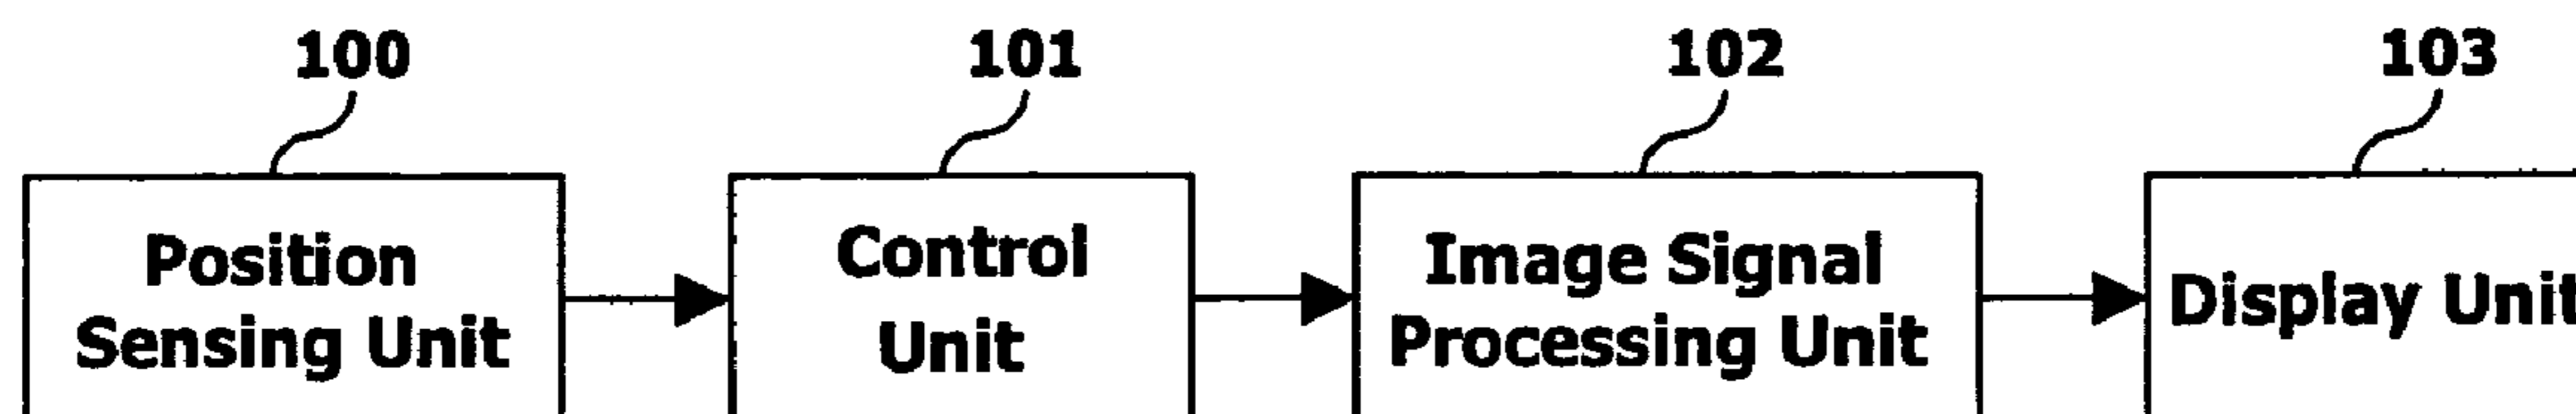 100
101
102
103
Position
Sensing Unit
Control
Unit
Image Signal
Processing Unit
Display Unit